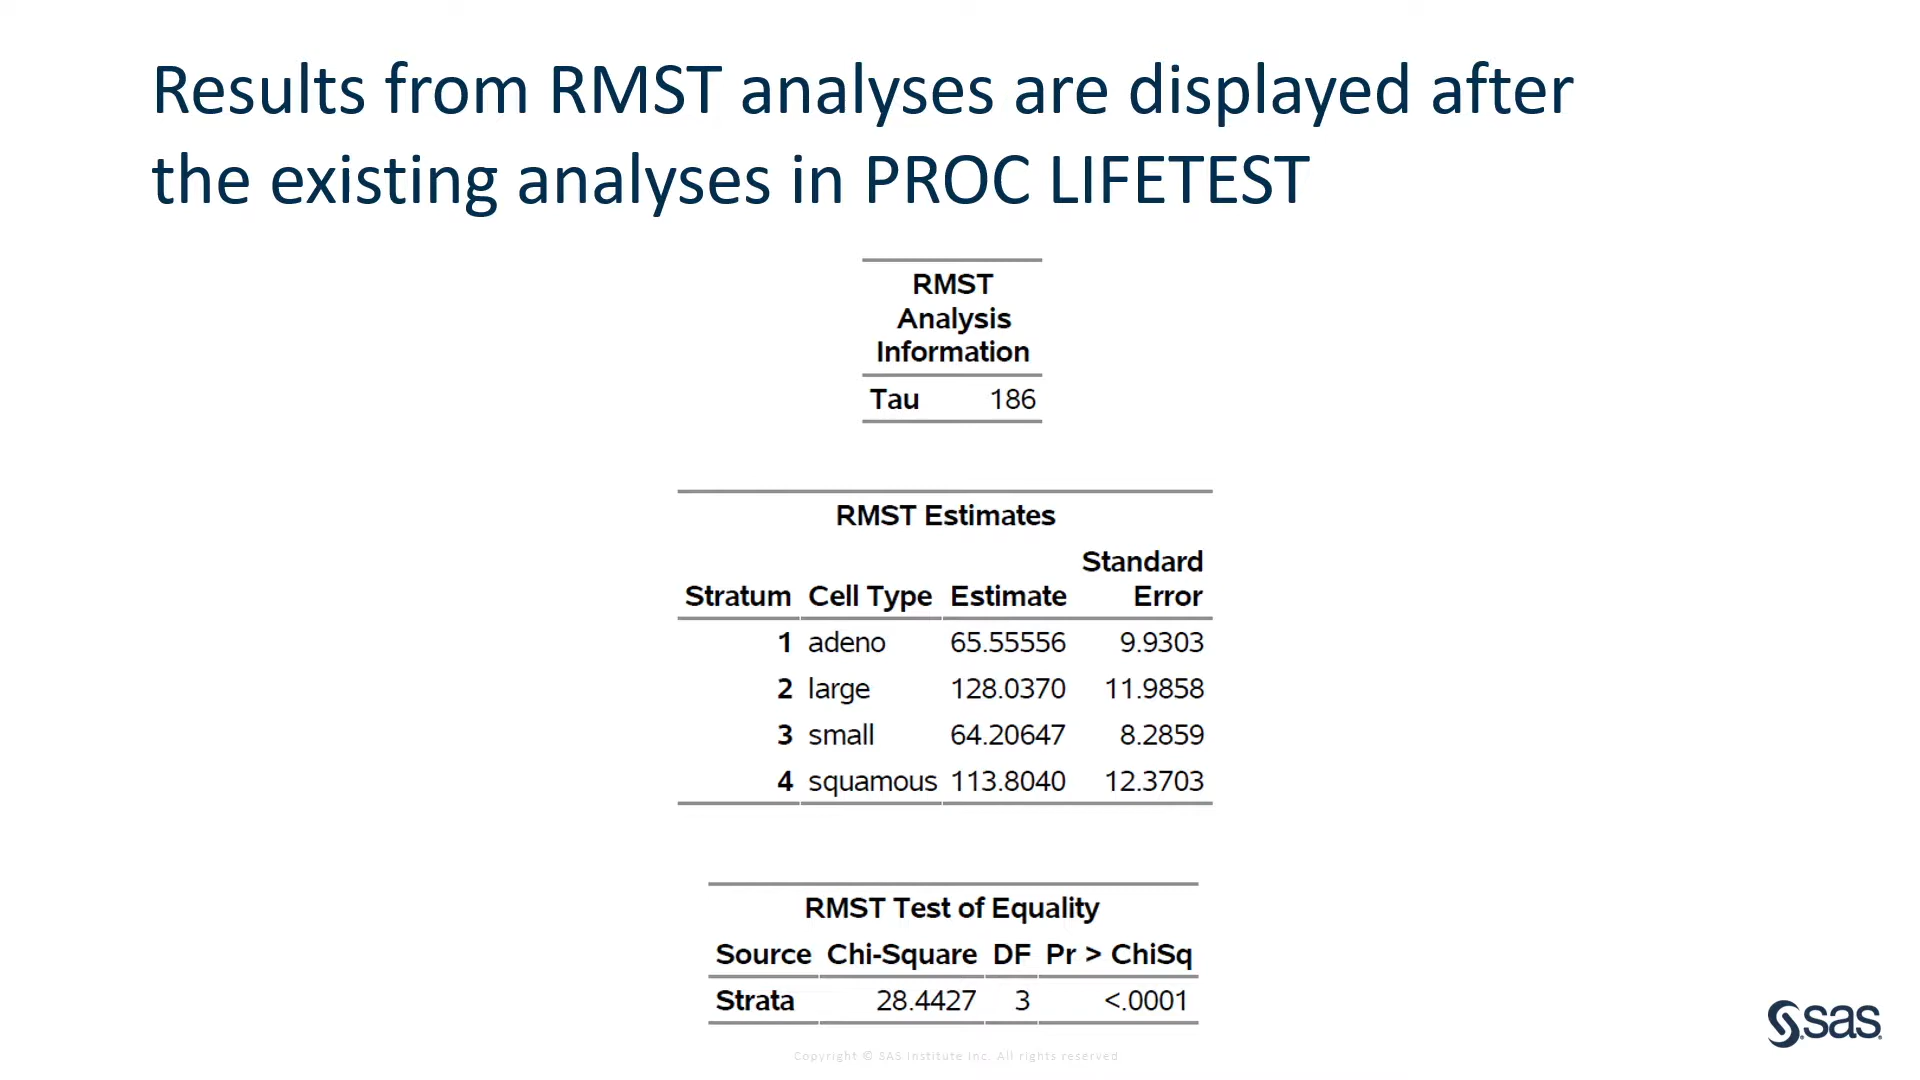 Results from RMST analyses are displayed after
the existing analyses in PROC LIFETEST
RMST
Analysis
Information
Tau 186
RMST Estimates
Standard
Stratum Cell Type Estimate Error
1 adeno 65.55556 9.9303
2 large 128.0370 11.9858
3 small 64.20647 8.2859
4 squamous 113.8040 12.3703
RMST Test of Equality
Source Chi-Square DF Pr > ChiSq
Strata 28.4427 3 <.0001
sas
Copyright © SAS Institute Inc. All rights reserved